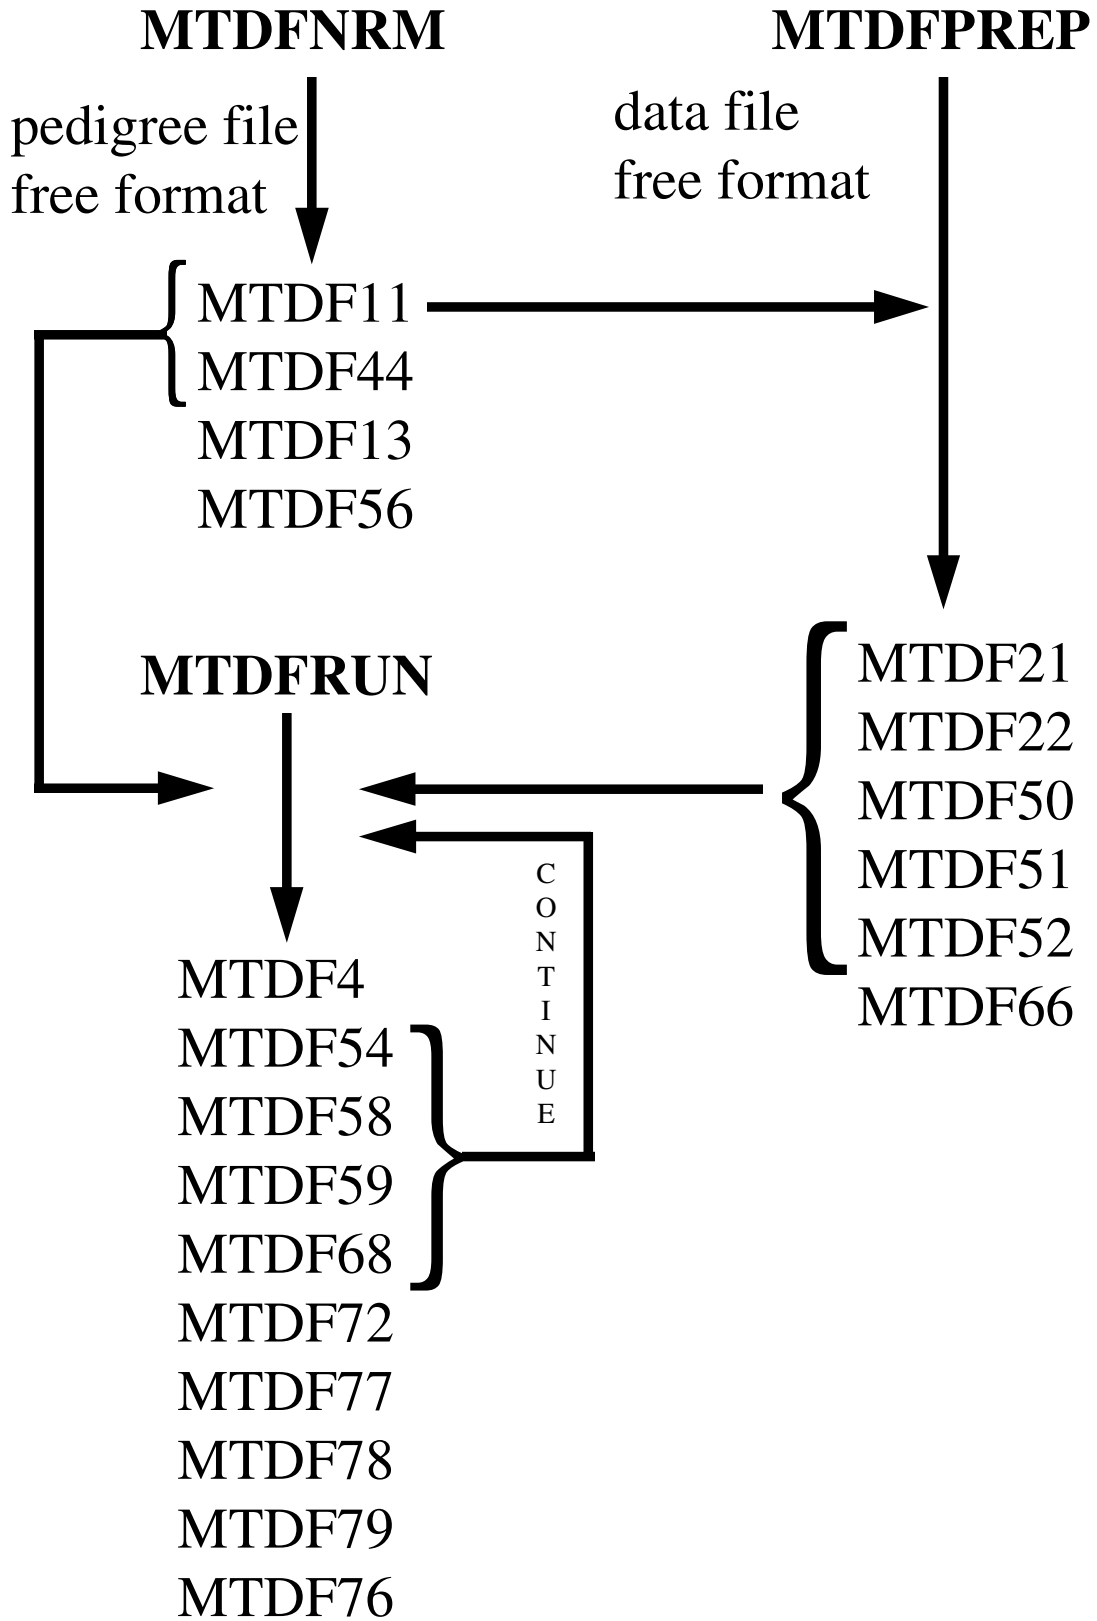 MTDFNRM
pedigree file
free format
MTDF11
MTDF44
MTDF13
MTDF56
MTDFPREP
data file
free format
MTDF21
MTDF22
MTDF50
MTDF51
MTDF52
MTDF66
MTDFRUN
CONTINUE
MTDF4
MTDF54
MTDF58
MTDF59
MTDF68
MTDF72
MTDF77
MTDF78
MTDF79
MTDF76